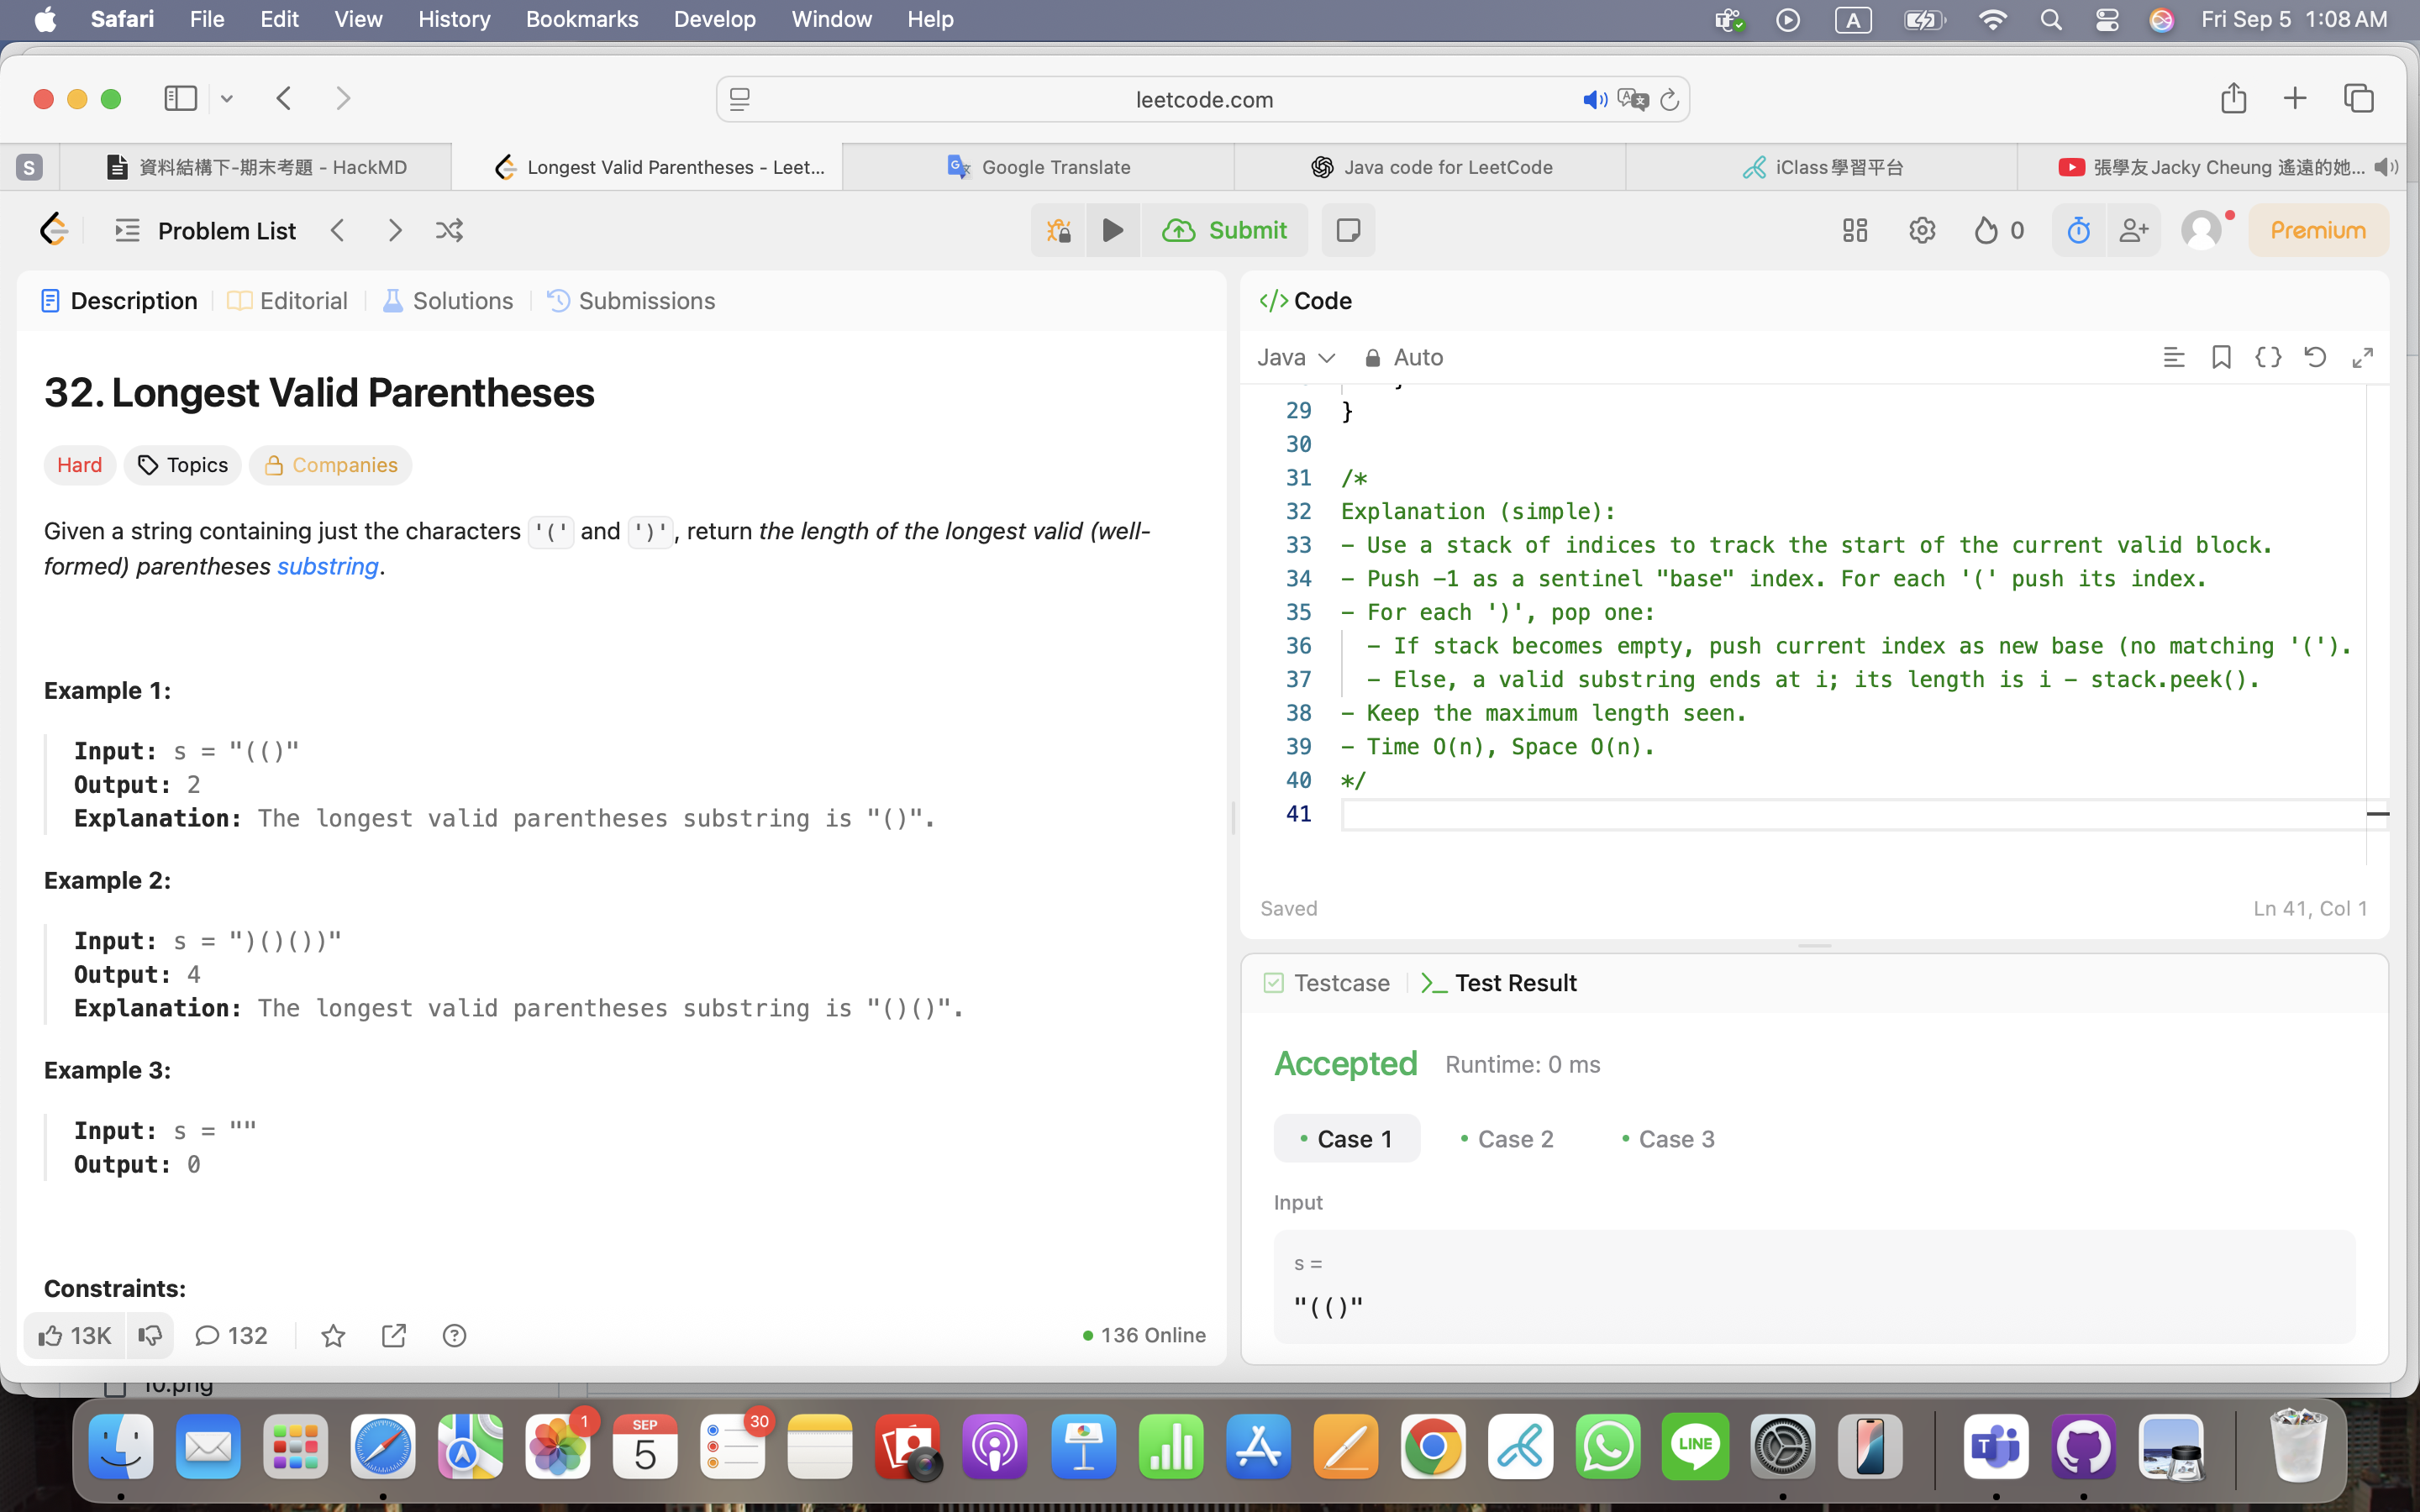 Safari File Edit View History Bookmarks Develop Window Help A Fri Sep 5 1:08 AM
leetcode.com
S 資料結構下-期末考題 - HackMD Longest Valid Parentheses - Leet... Google Translate Java code for LeetCode iClass學習平台 張學友Jacky Cheung 遙遠的她...
Problem List Submit 0 Premium
Description Editorial Solutions Submissions
32. Longest Valid Parentheses
Hard Topics Companies
Given a string containing just the characters '(' and ')', return the length of the longest valid (well-
formed) parentheses substring.
Example 1:
Input: s = "(()"
Output: 2
Explanation: The longest valid parentheses substring is "()".
Example 2:
Input: s = ")()())"
Output: 4
Explanation: The longest valid parentheses substring is "()()".
Example 3:
Input: s = ""
Output: 0
Constraints:
13K 132 136 Online
</> Code
Java Auto
29 }
30
31 /*
32 Explanation (simple):
33 - Use a stack of indices to track the start of the current valid block.
34 - Push -1 as a sentinel "base" index. For each '(' push its index.
35 - For each ')', pop one:
36 - If stack becomes empty, push current index as new base (no matching '(').
37 - Else, a valid substring ends at i; its length is i - stack.peek().
38 - Keep the maximum length seen.
39 - Time O(n), Space O(n).
40 */
41
Saved Ln 41, Col 1
Testcase Test Result
Accepted Runtime: 0 ms
Case 1 Case 2 Case 3
Input
s =
"(()"
10.png
1 SEP 5 30 LINE T